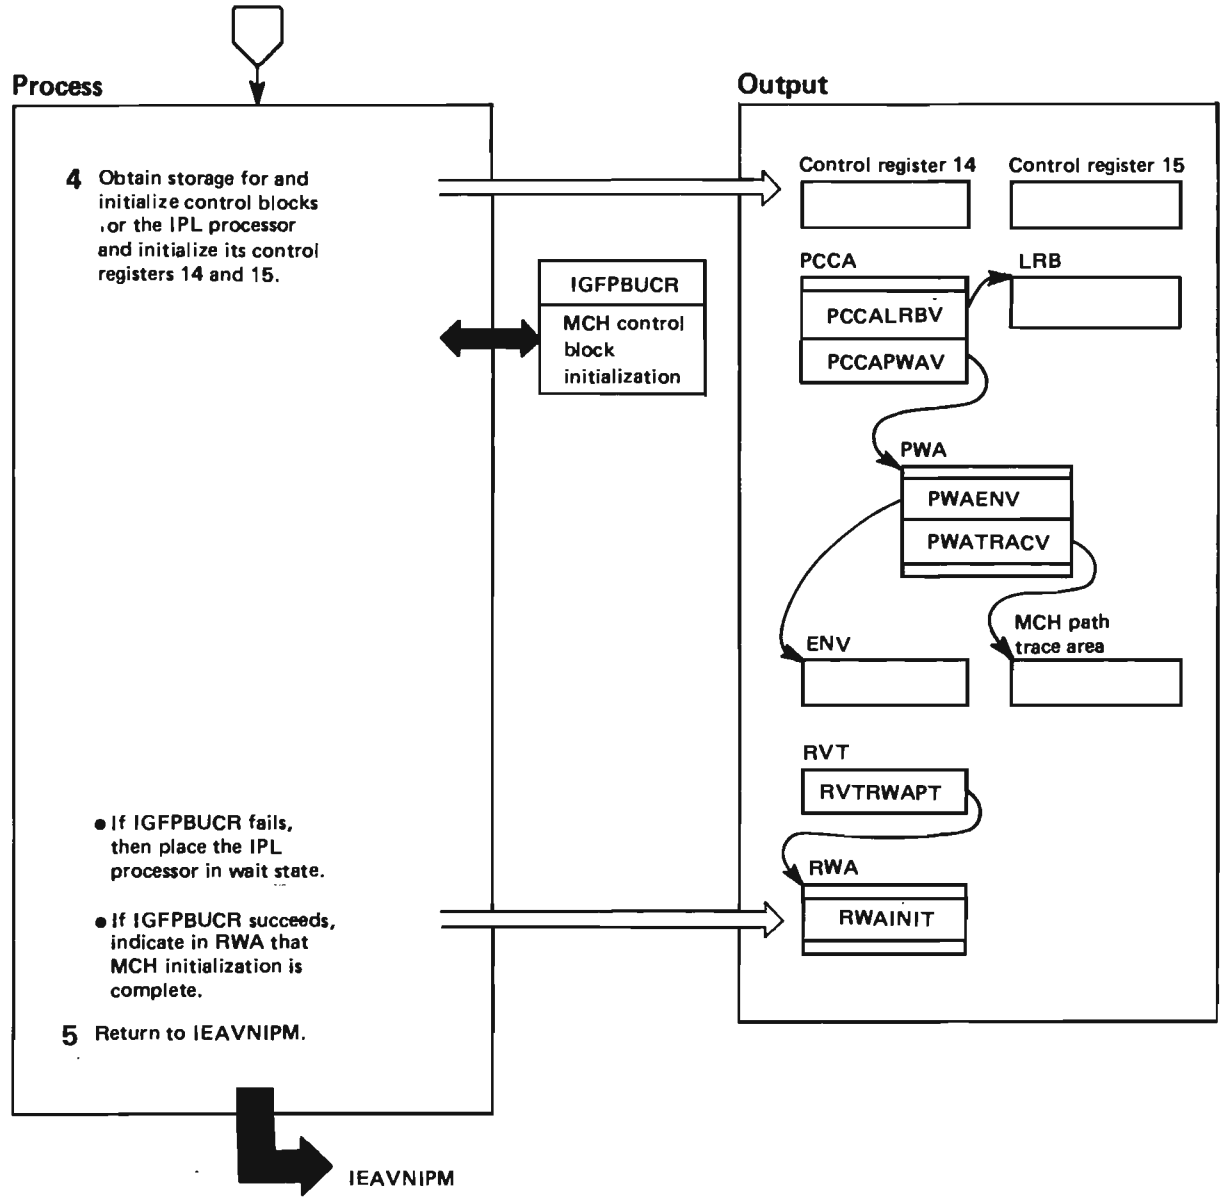 Process
4 Obtain storage for and
initialize control blocks
.or the IPL processor
and initialize its control
registers 14 and 15.
IGFPBUCR
MCH control
block
initialization
• If IGFPBUCR fails,
then place the IPL
processor in wait state.
• If IGFPBUCR succeeds,
indicate in RWA that
MCH initialization is
complete.
5 Return to IEAVNIPM.
IEAVNIPM
Output
Control register 14
Control register 15
PCCA
PCCALRBV
PCCAPWAV
LRB
PWA
PWAENV
PWATRACV
ENV
MCH path
trace area
RVT
RVTRWAPT
RWA
RWAINIT